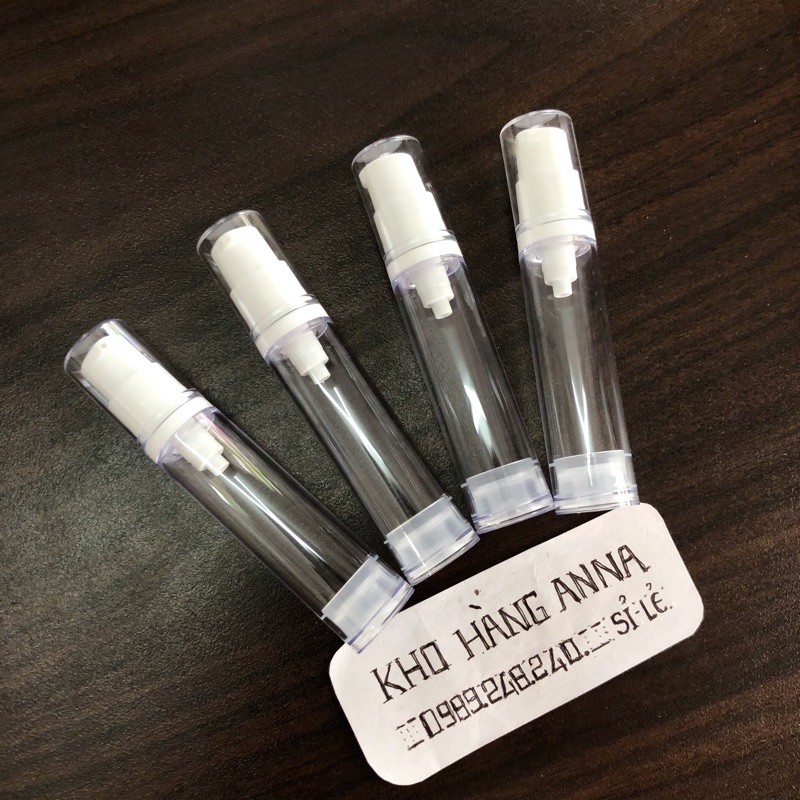 KHO HÀNG ANNA
0989.248.240. SỈ-LẺ.